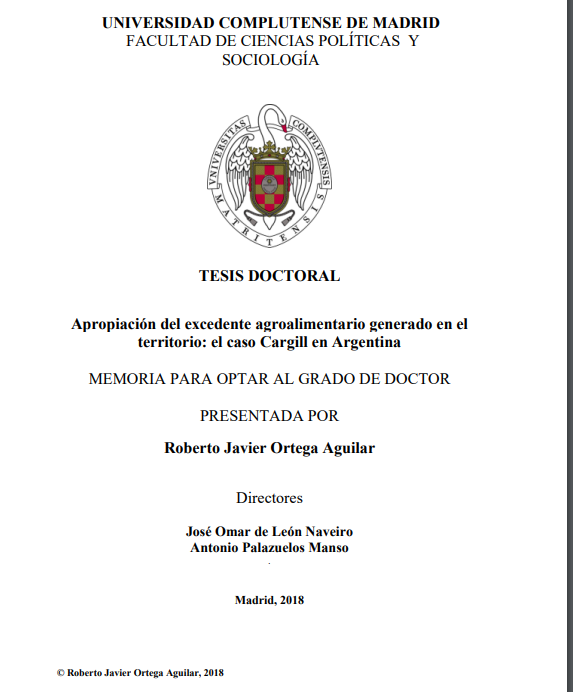 UNIVERSIDAD COMPLUTENSE DE MADRID
FACULTAD DE CIENCIAS POLÍTICAS Y
SOCIOLOGÍA
VNIVERSITAS COMPLVTENSIS
MATRITENSIS
TESIS DOCTORAL
Apropiación del excedente agroalimentario generado en el
territorio: el caso Cargill en Argentina
MEMORIA PARA OPTAR AL GRADO DE DOCTOR
PRESENTADA POR
Roberto Javier Ortega Aguilar
Directores
José Omar de León Naveiro
Antonio Palazuelos Manso
.
Madrid, 2018
© Roberto Javier Ortega Aguilar, 2018